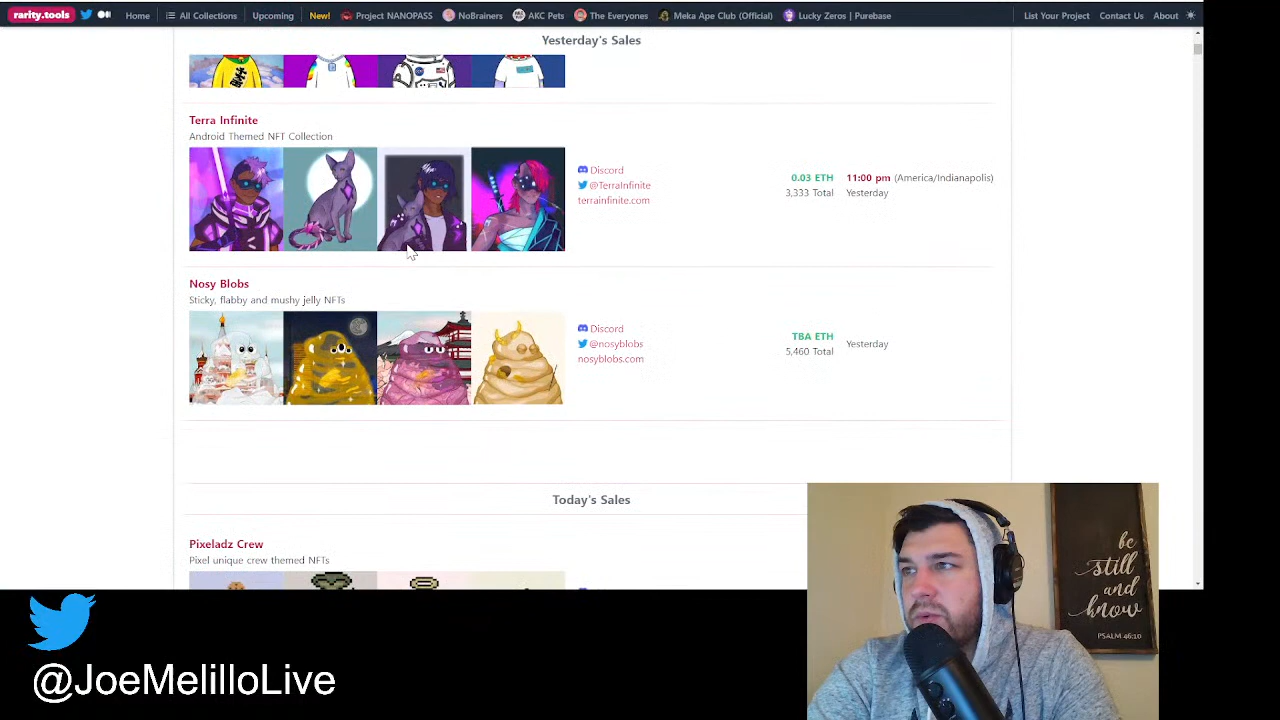 rarity.tools Home All Collections Upcoming New! Project NANOPASS NoBrainers AKC Pets The Everyones Meka Ape Club (Official) Lucky Zeros | Purebase List Your Project Contact Us About
Yesterday's Sales
Terra Infinite
Android Themed NFT Collection
Discord
@TerraInfinite
terrainfinite.com
0.03 ETH 11:00 pm (America/Indianapolis)
3,333 Total Yesterday
Nosy Blobs
Sticky, flabby and mushy jelly NFTs
Discord
@nosyblobs
nosyblobs.com
TBA ETH
5,460 Total Yesterday
Today's Sales
Pixeladz Crew
Pixel unique crew themed NFTs
be
still
and
know
PSALM 46:10
@JoeMelilloLive